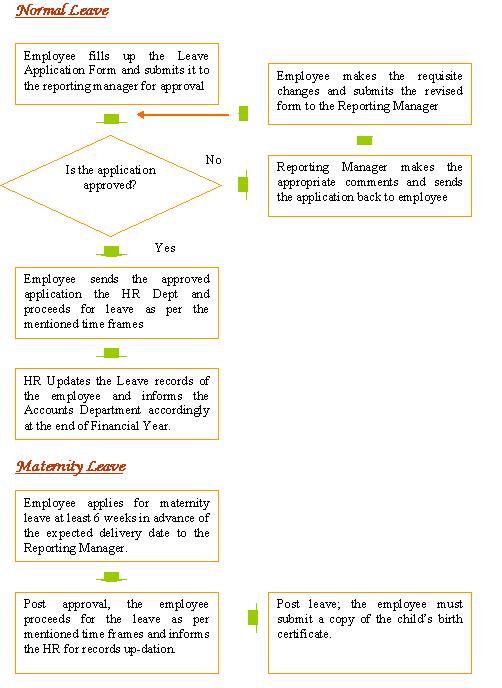 Normal Leave
Employee fills up the Leave
Application Form and submits it to
the reporting manager for approval
Employee makes the requisite
changes and submits the revised
form to the Reporting Manager
Is the application
approved?
No
Reporting Manager makes the
appropriate comments and sends
the application back to employee
Yes
Employee sends the approved
application the HR Dept and
proceeds for leave as per the
mentioned time frames
HR Updates the Leave records of
the employee and informs the
Accounts Department accordingly
at the end of Financial Year.
Maternity Leave
Employee applies for maternity
leave at least 6 weeks in advance of
the expected delivery date to the
Reporting Manager.
Post approval, the employee
proceeds for the leave as per
mentioned time frames and informs
the HR for records up-dation.
Post leave; the employee must
submit a copy of the child's birth
certificate.